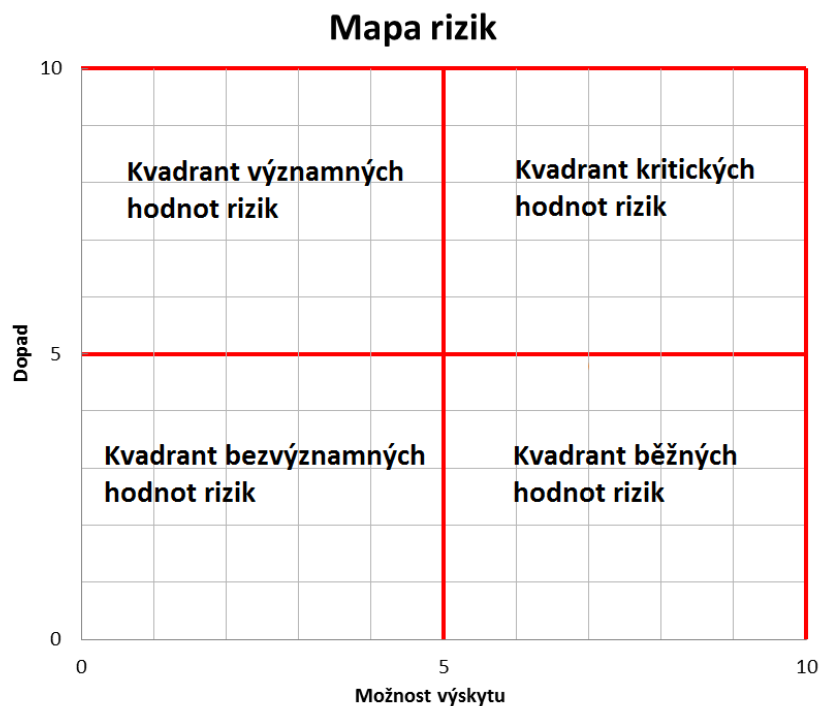 Mapa rizik
10
Kvadrant významných
hodnot rizik
Kvadrant kritických
hodnot rizik
Dopad
5
Kvadrant bezvýznamných
hodnot rizik
Kvadrant běžných
hodnot rizik
0
0
5
10
Možnost výskytu